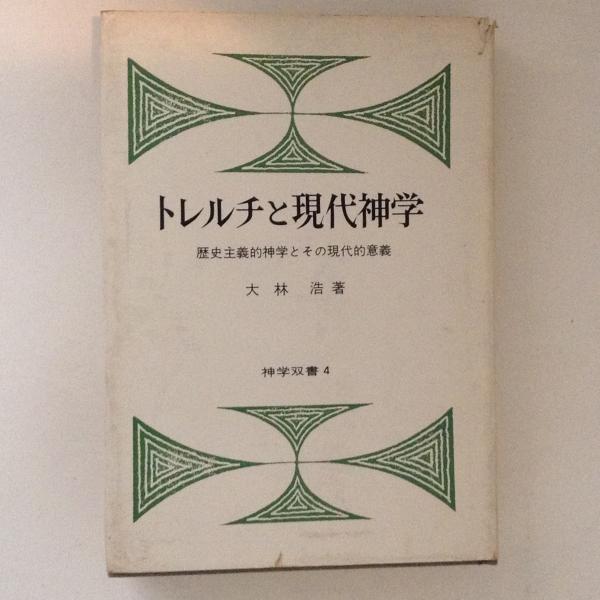 トレルチと現代神学
歴史主義的神学とその現代的意義
大林 浩著
神学双書4